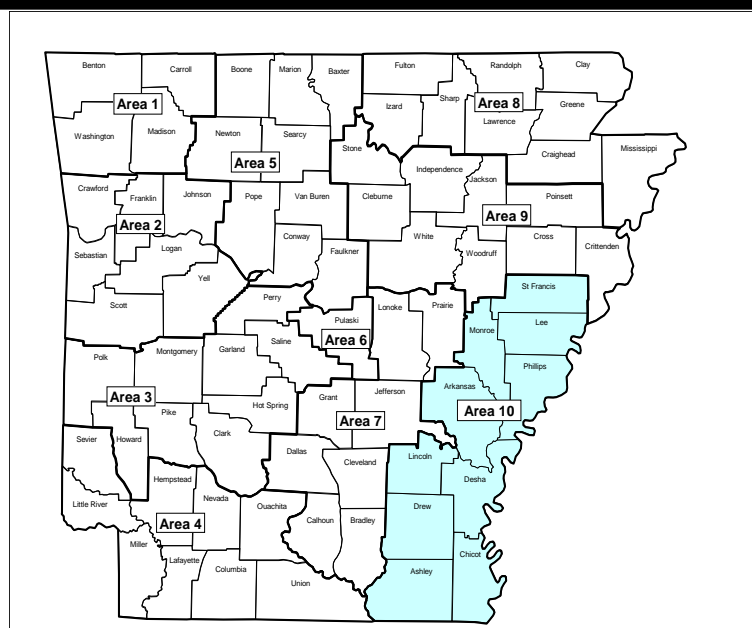 Benton
Carroll
Boone
Marion
Baxter
Fulton
Randolph
Clay
Area 1
Izard
Sharp
Area 8
Greene
Washington
Madison
Newton
Searcy
Lawrence
Area 5
Stone
Craighead
Mississippi
Independence
Jackson
Crawford
Franklin
Johnson
Pope
Van Buren
Cleburne
Poinsett
Area 2
Area 9
Sebastian
Logan
Conway
Faulkner
White
Woodruff
Cross
Crittenden
Yell
Scott
Perry
St Francis
Lonoke
Prairie
Pulaski
Lee
Monroe
Area 6
Saline
Polk
Montgomery
Garland
Phillips
Arkansas
Area 3
Pike
Hot Spring
Grant
Jefferson
Area 10
Area 7
Clark
Sevier
Howard
Dallas
Cleveland
Lincoln
Hempstead
Desha
Little River
Nevada
Ouachita
Drew
Area 4
Calhoun
Bradley
Miller
Lafayette
Columbia
Union
Chicot
Ashley